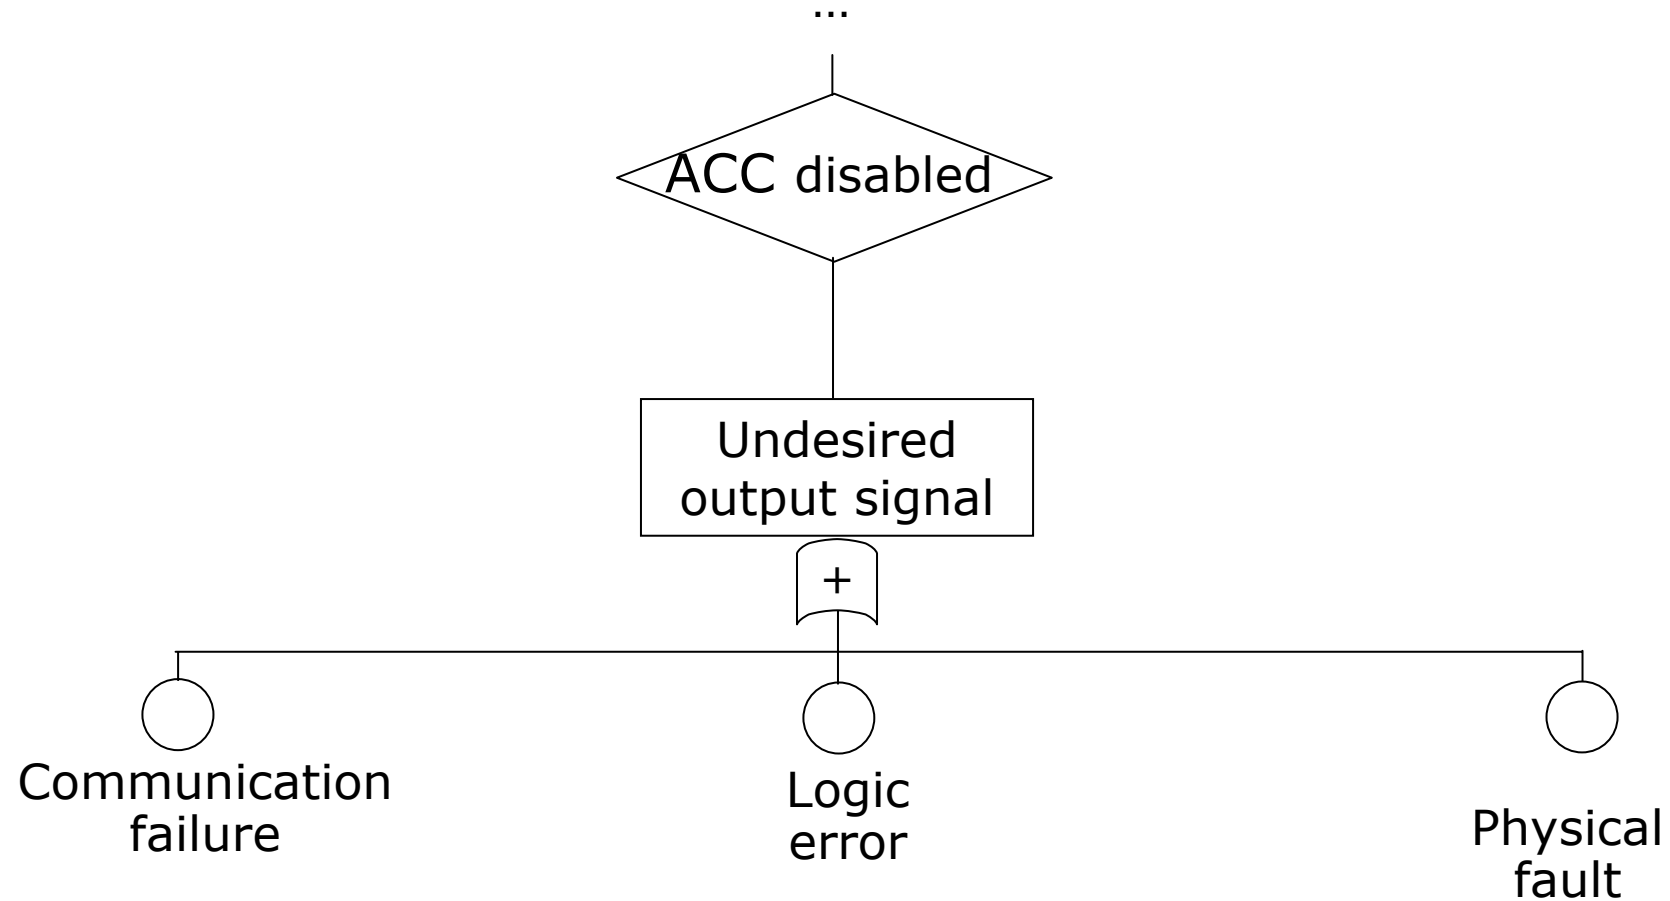 ...
ACC disabled
Undesired
output signal
+
Communication
failure
Logic
error
Physical
fault